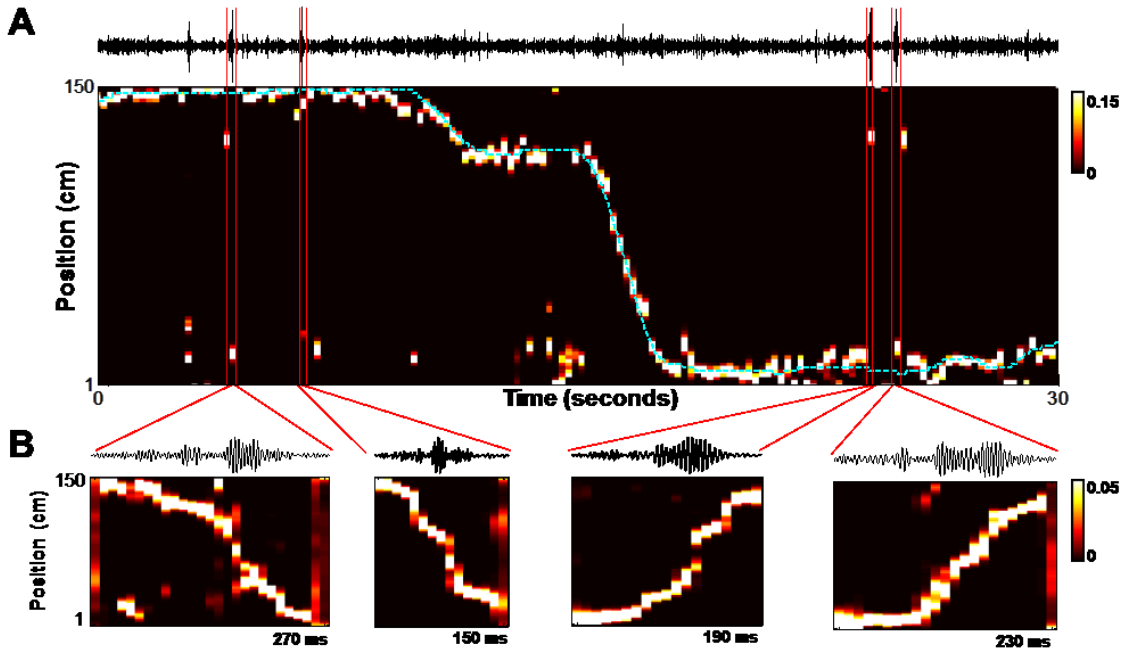 A
150
Position (cm)
1
0
Time (seconds)
30
0.15
0
B
150
Position (cm)
1
270 ms
150 ms
190 ms
230 ms
0.05
0